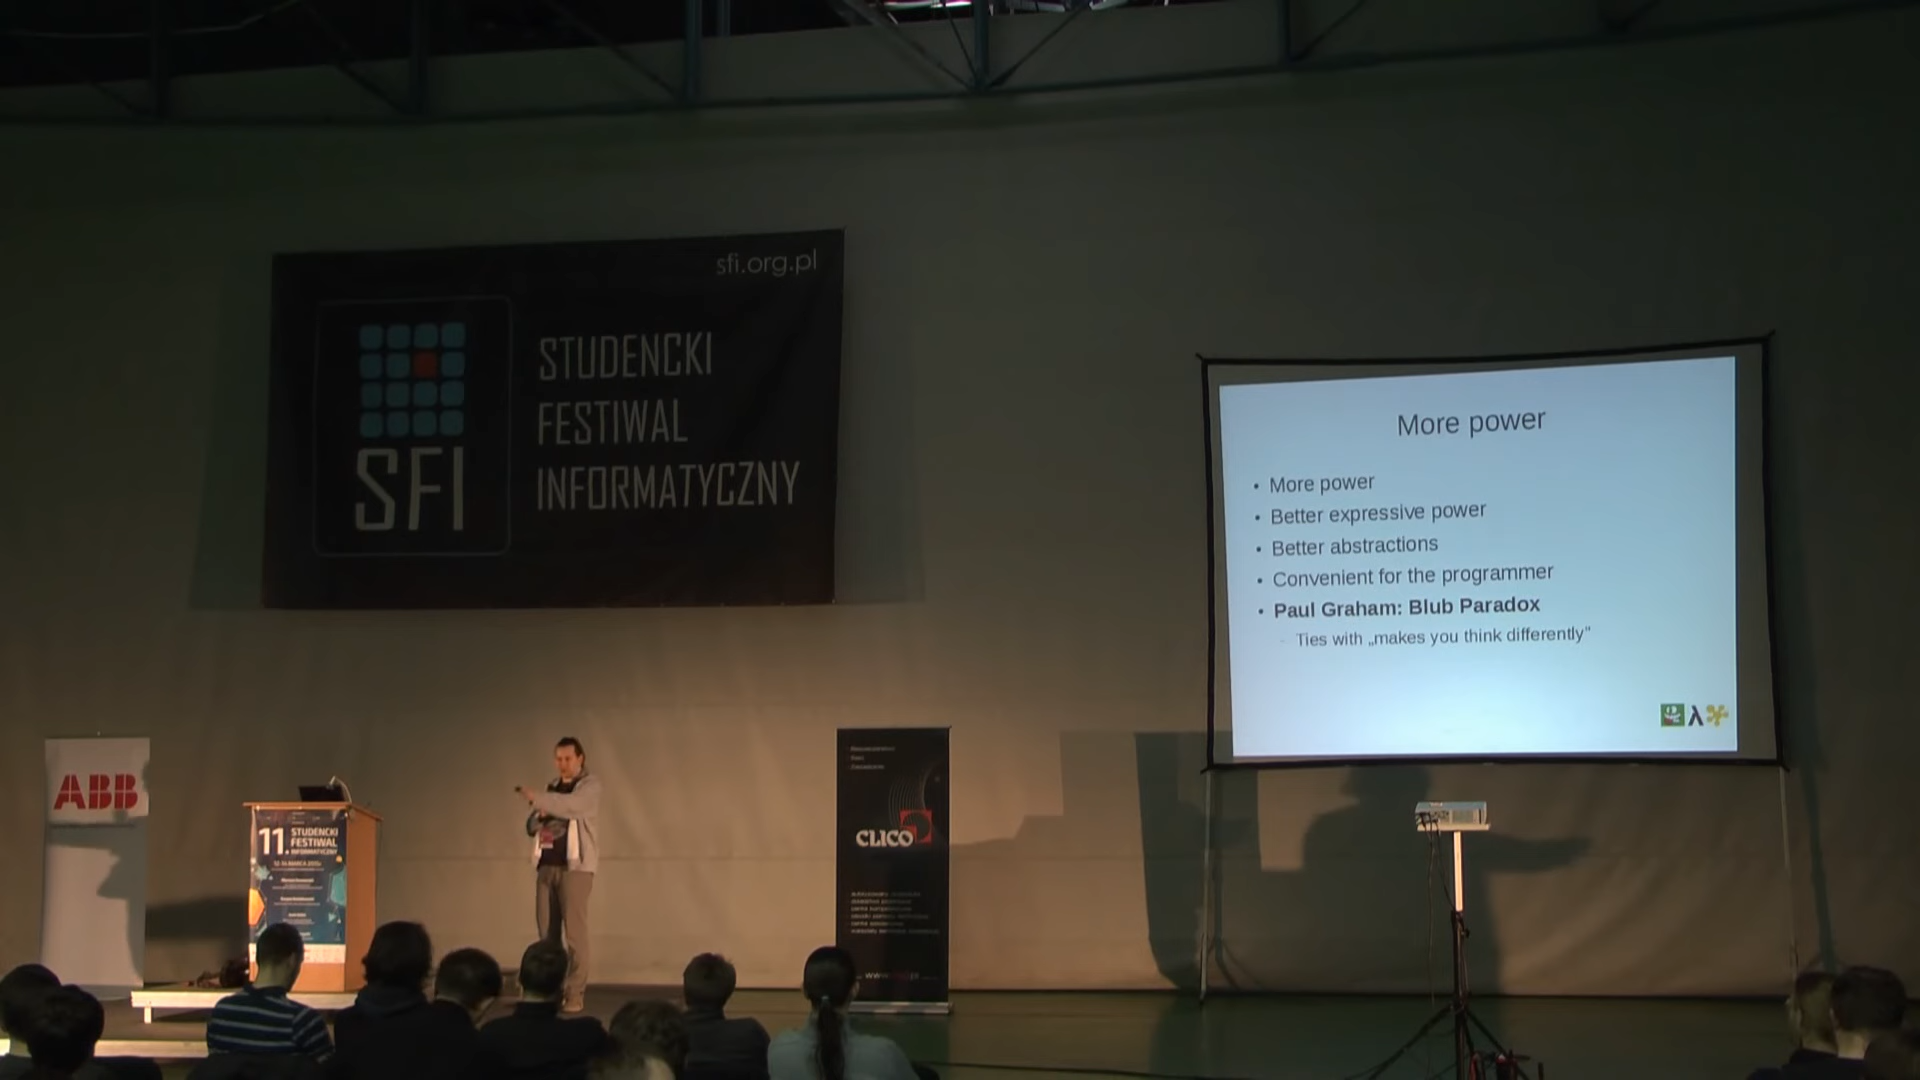 sfi.org.pl
SFI
STUDENCKI
FESTIWAL
INFORMATYCZNY
More power
• More power
• Better expressive power
• Better abstractions
• Convenient for the programmer
• Paul Graham: Blub Paradox
- Ties with „makes you think differently”
λ
ABB
11. STUDENCKI
FESTIWAL
INFORMATYCZNY
CLICO